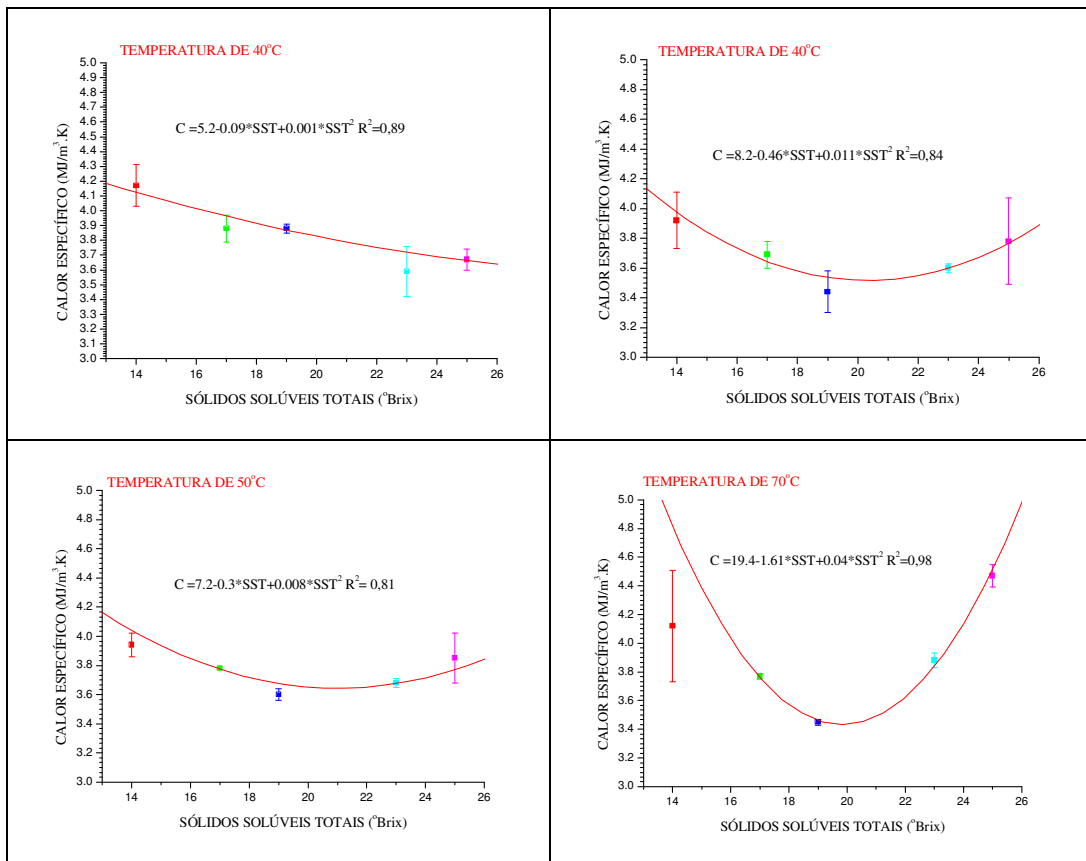 TEMPERATURA DE 40°C
5.0
4.9
4.8
4.7
4.6
4.5
4.4
4.3
4.2
4.1
4.0
3.9
3.8
3.7
3.6
3.5
3.4
3.3
3.2
3.1
3.0
CALOR ESPECÍFICO (MJ/m³.K)
C =5.2-0.09*SST+0.001*SST² R²=0,89
14 16 18 20 22 24 26
SÓLIDOS SOLÚVEIS TOTAIS (°Brix)
TEMPERATURA DE 40°C
5.0
4.8
4.6
4.4
4.2
4.0
3.8
3.6
3.4
3.2
3.0
CALOR ESPECÍFICO (MJ/m³.K)
C =8.2-0.46*SST+0.011*SST² R²=0,84
14 16 18 20 22 24 26
SÓLIDOS SOLÚVEIS TOTAIS (°Brix)
TEMPERATURA DE 50°C
5.0
4.8
4.6
4.4
4.2
4.0
3.8
3.6
3.4
3.2
3.0
CALOR ESPECÍFICO (MJ/m³.K)
C =7.2-0.3*SST+0.008*SST² R²= 0,81
14 16 18 20 22 24 26
SÓLIDOS SOLÚVEIS TOTAIS (°Brix)
TEMPERATURA DE 70°C
5.0
4.8
4.6
4.4
4.2
4.0
3.8
3.6
3.4
3.2
3.0
CALOR ESPECÍFICO (MJ/m³.K)
C =19.4-1.61*SST+0.04*SST² R²=0,98
14 16 18 20 22 24 26
SÓLIDOS SOLÚVEIS TOTAIS (°Brix)